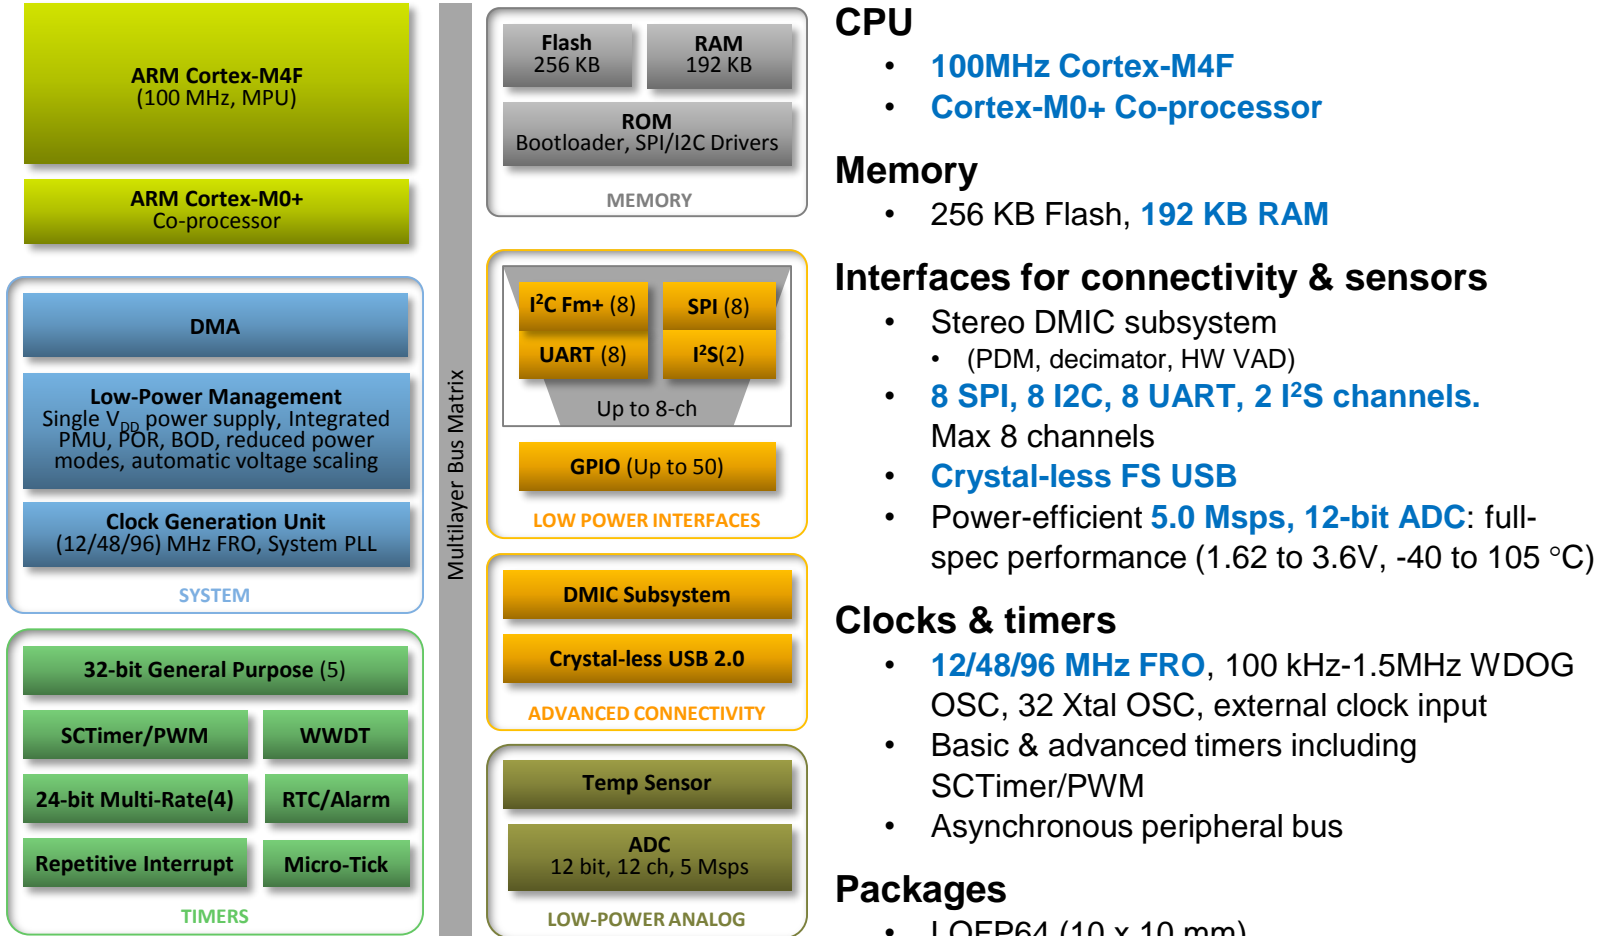 ARM Cortex-M4F
(100 MHz, MPU)
ARM Cortex-M0+
Co-processor
DMA
Low-Power Management
Single VDD power supply, Integrated
PMU, POR, BOD, reduced power
modes, automatic voltage scaling
Clock Generation Unit
(12/48/96) MHz FRO, System PLL
SYSTEM
32-bit General Purpose (5)
SCTimer/PWM
WWDT
24-bit Multi-Rate(4)
RTC/Alarm
Repetitive Interrupt
Micro-Tick
TIMERS
Multilayer Bus Matrix
Flash
256 KB
RAM
192 KB
ROM
Bootloader, SPI/I2C Drivers
MEMORY
I²C Fm+ (8)
SPI (8)
UART (8)
I²S(2)
Up to 8-ch
GPIO (Up to 50)
LOW POWER INTERFACES
DMIC Subsystem
Crystal-less USB 2.0
ADVANCED CONNECTIVITY
Temp Sensor
ADC
12 bit, 12 ch, 5 Msps
LOW-POWER ANALOG
CPU
• 100MHz Cortex-M4F
• Cortex-M0+ Co-processor
Memory
• 256 KB Flash, 192 KB RAM
Interfaces for connectivity & sensors
• Stereo DMIC subsystem
• (PDM, decimator, HW VAD)
• 8 SPI, 8 I2C, 8 UART, 2 I²S channels.
Max 8 channels
• Crystal-less FS USB
• Power-efficient 5.0 Msps, 12-bit ADC: full-
spec performance (1.62 to 3.6V, -40 to 105 °C)
Clocks & timers
• 12/48/96 MHz FRO, 100 kHz-1.5MHz WDOG
OSC, 32 Xtal OSC, external clock input
• Basic & advanced timers including
SCTimer/PWM
• Asynchronous peripheral bus
Packages
• LQFP64 (10 x 10 mm)